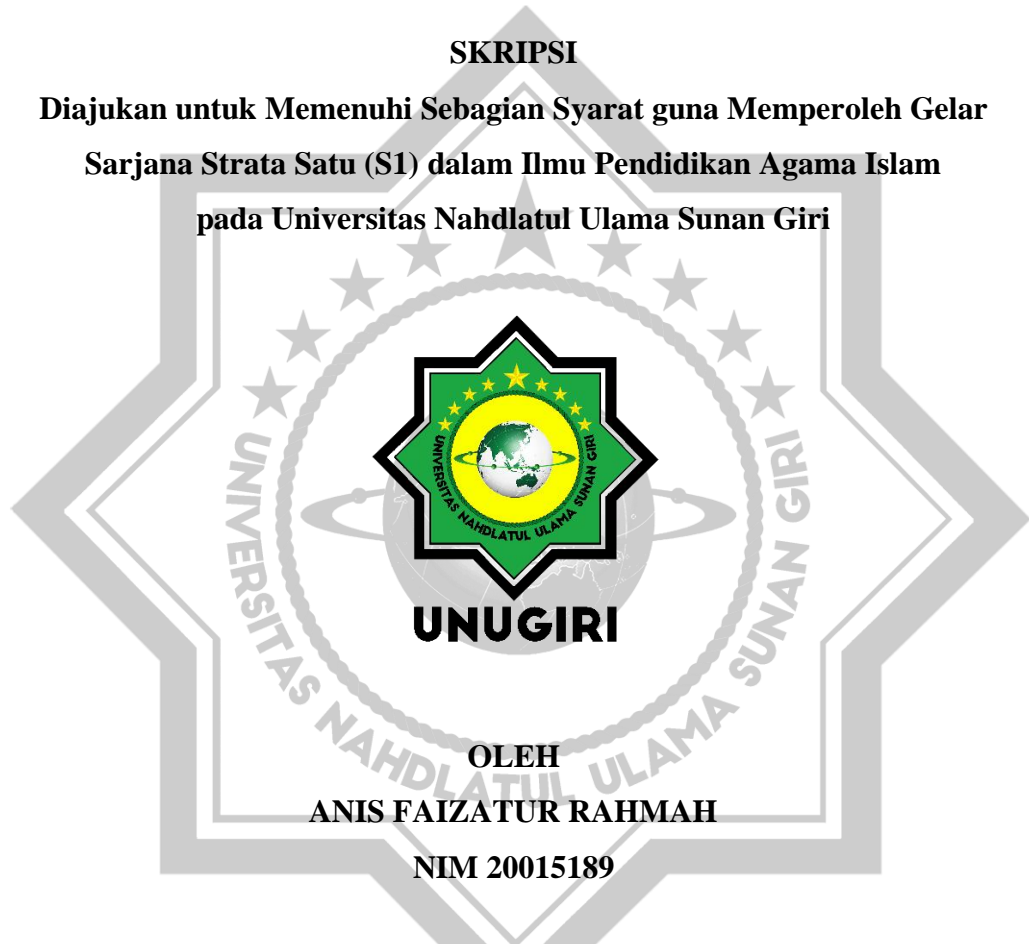 SKRIPSI
Diajukan untuk Memenuhi Sebagian Syarat guna Memperoleh Gelar
Sarjana Strata Satu (S1) dalam Ilmu Pendidikan Agama Islam
pada Universitas Nahdlatul Ulama Sunan Giri
UNIVERSITAS NAHDLATUL ULAMA SUNAN GIRI
UNUGIRI
UNIVERSITAS NAHDLATUL ULAMA SUNAN GIRI
OLEH
ANIS FAIZATUR RAHMAH
NIM 20015189